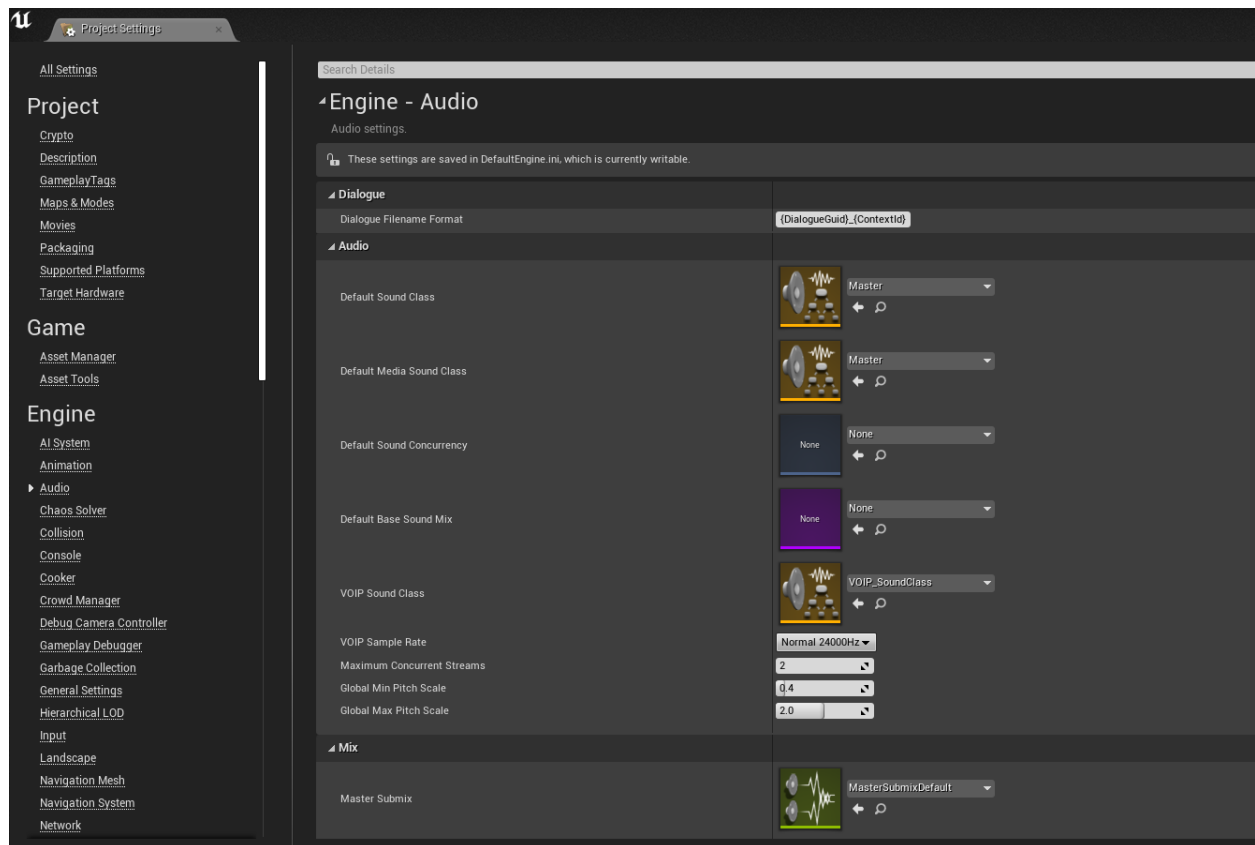 Project Settings
All Settings
Project
Crypto
Description
GameplayTags
Maps & Modes
Movies
Packaging
Supported Platforms
Target Hardware
Game
Asset Manager
Asset Tools
Engine
AI System
Animation
Audio
Chaos Solver
Collision
Console
Cooker
Crowd Manager
Debug Camera Controller
Gameplay Debugger
Garbage Collection
General Settings
Hierarchical LOD
Input
Landscape
Navigation Mesh
Navigation System
Network
Search Details
Engine - Audio
Audio settings.
These settings are saved in DefaultEngine.ini, which is currently writable.
Dialogue
Dialogue Filename Format {DialogueGuid}_{ContextId}
Audio
Default Sound Class Master
Default Media Sound Class Master
Default Sound Concurrency None None
Default Base Sound Mix None None
VOIP Sound Class VOIP_SoundClass
VOIP Sample Rate Normal 24000Hz
Maximum Concurrent Streams 2
Global Min Pitch Scale 0.4
Global Max Pitch Scale 2.0
Mix
Master Submix MasterSubmixDefault